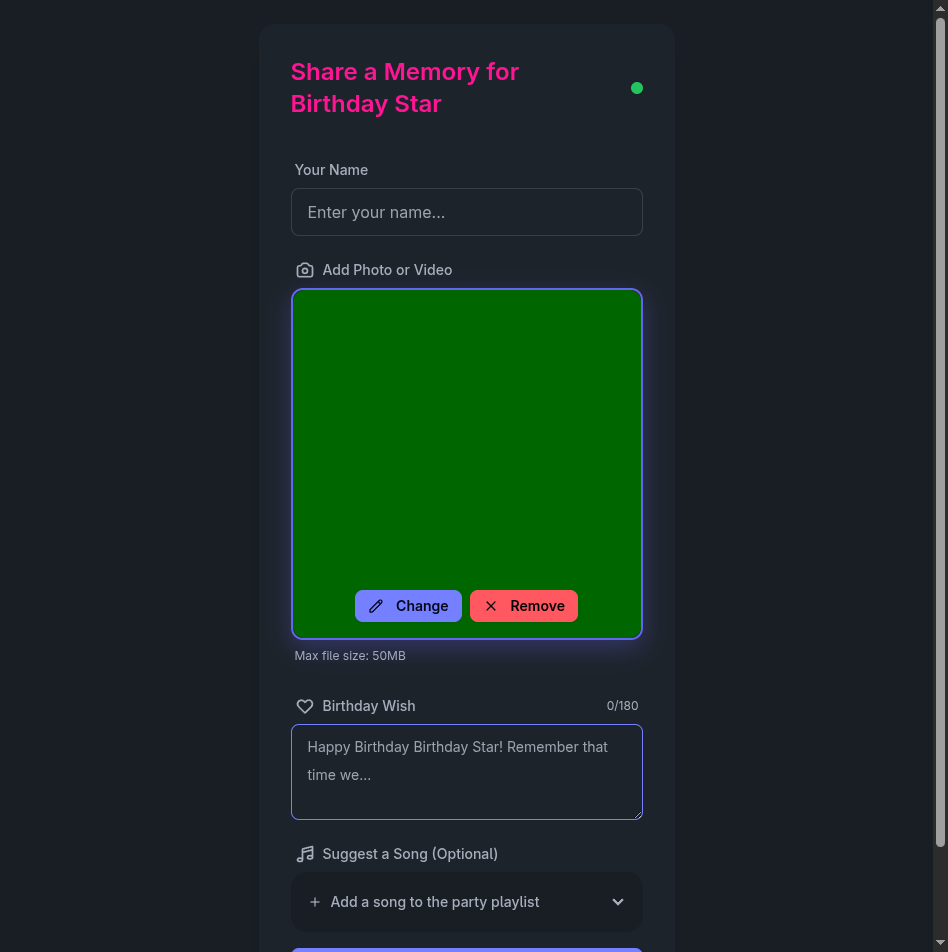 Share a Memory for
Birthday Star
Your Name
Enter your name...
Add Photo or Video
Change
Remove
Max file size: 50MB
Birthday Wish
0/180
Happy Birthday Birthday Star! Remember that
time we...
Suggest a Song (Optional)
Add a song to the party playlist